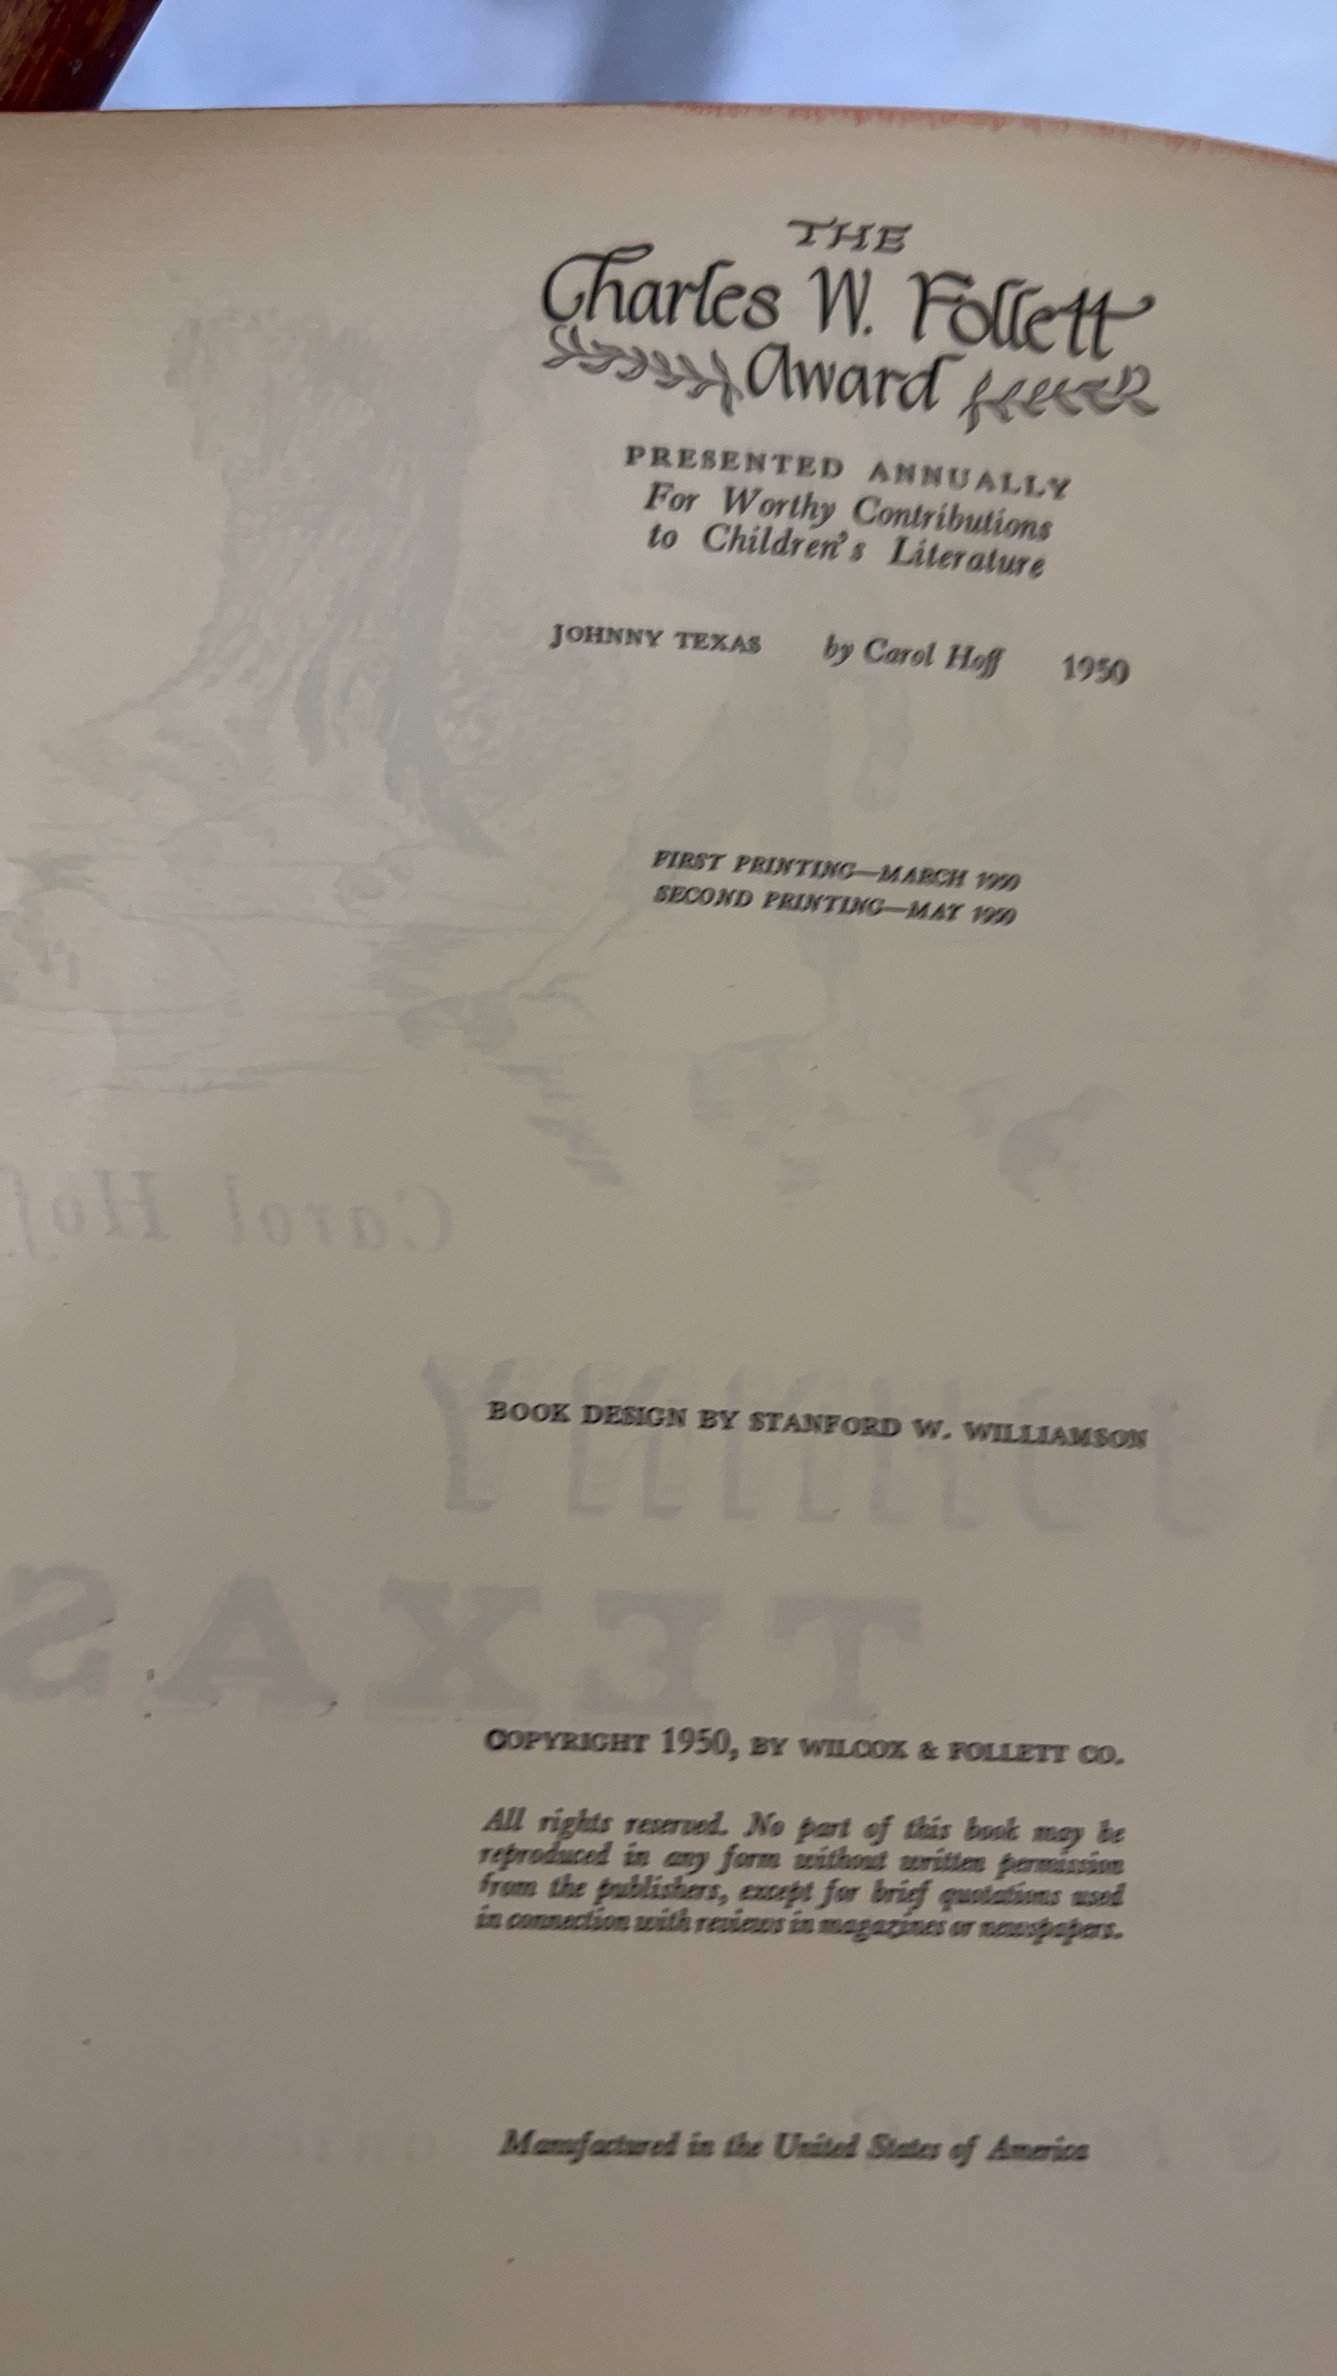 THE
Charles W. Follett
Award
PRESENTED ANNUALLY
For Worthy Contributions
to Children's Literature
JOHNNY TEXAS by Carol Hoff 1950
FIRST PRINTING—MARCH 1950
SECOND PRINTING—MAY 1950
Carol Hof
BOOK DESIGN BY STANFORD W. WILLIAMSON
JOHNNY
TEXAS
COPYRIGHT 1950, BY WILCOX & FOLLETT CO.
All rights reserved. No part of this book may be
reproduced in any form without written permission
from the publishers, except for brief quotations used
in connection with reviews in magazines or newspapers.
Manufactured in the United States of America